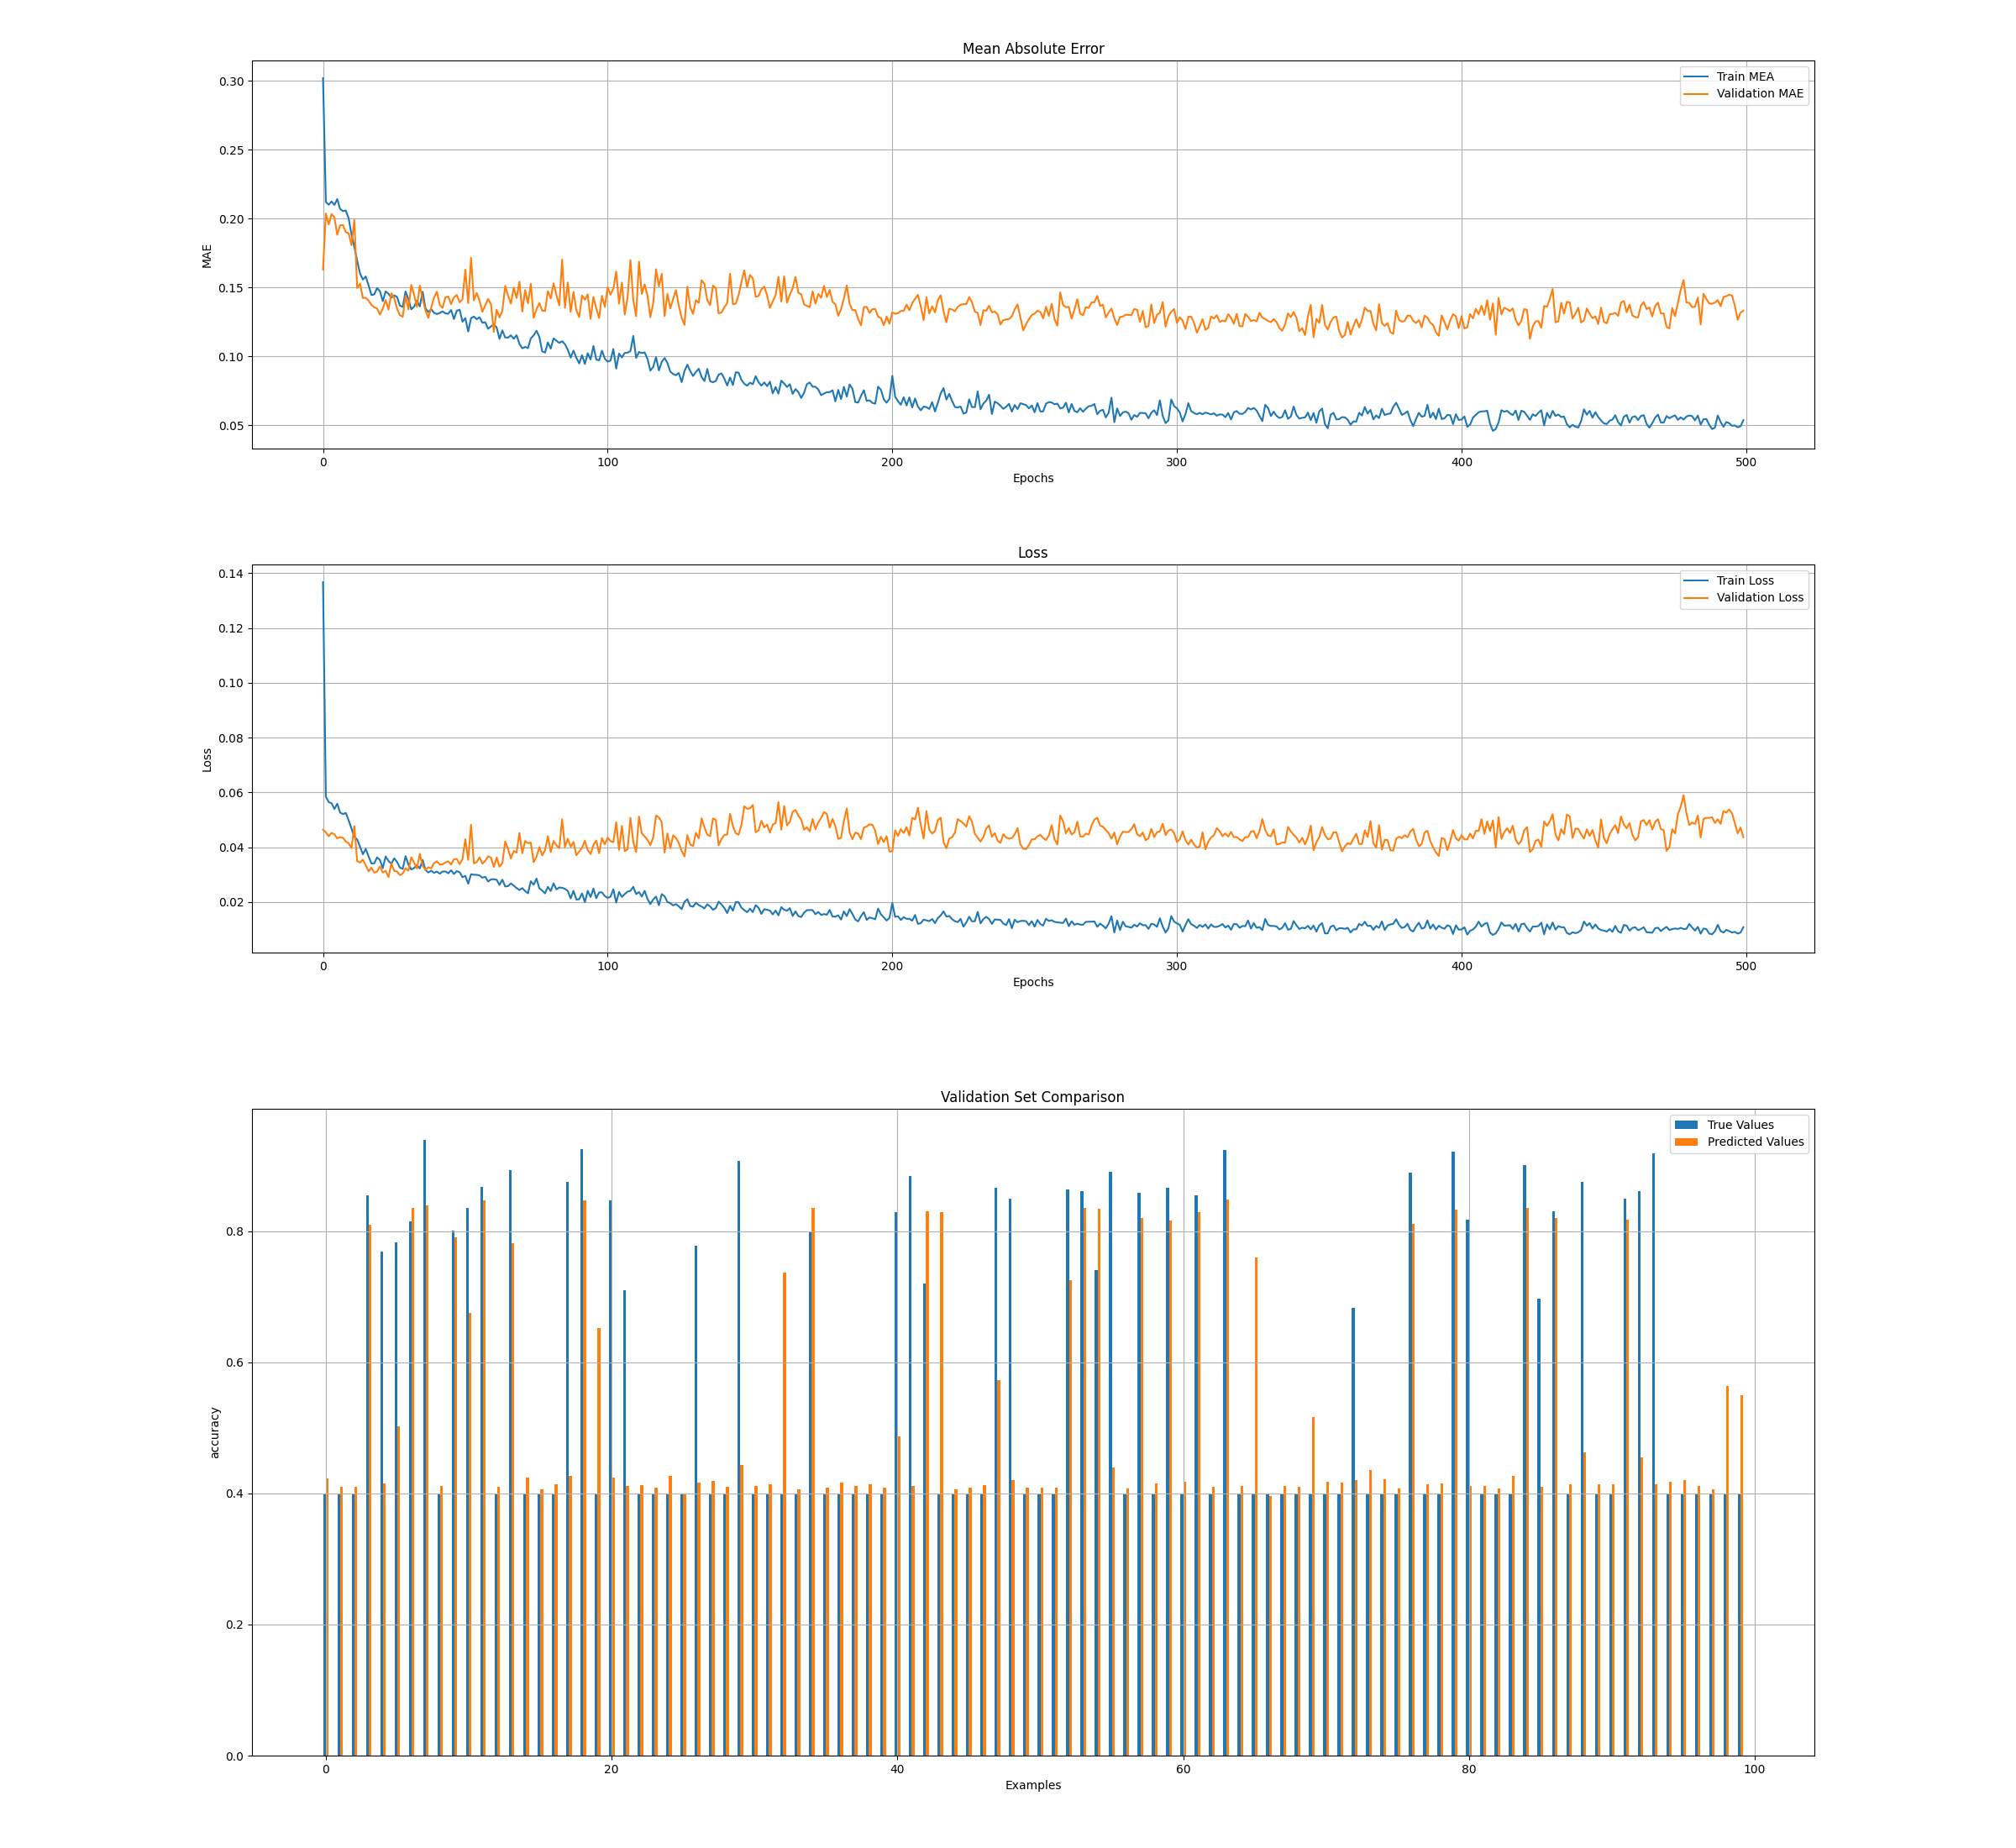 Mean Absolute Error
Train MEA
Validation MAE
0.30
0.25
0.20
0.15
0.10
0.05
MAE
0 100 200 300 400 500
Epochs
Loss
Train Loss
Validation Loss
0.14
0.12
0.10
0.08
0.06
0.04
0.02
Loss
0 100 200 300 400 500
Epochs
Validation Set Comparison
True Values
Predicted Values
0.8
0.6
0.4
0.2
0.0
accuracy
0 20 40 60 80 100
Examples